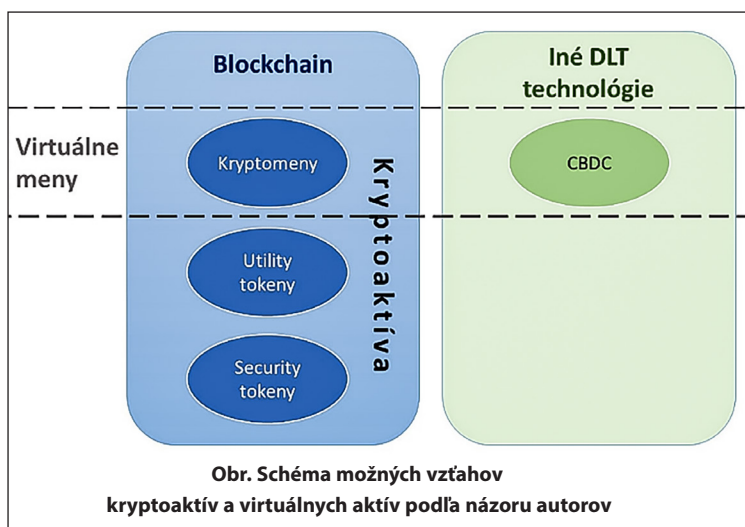 Blockchain
Iné DLT
technológie
Virtuálne
meny
Kryptomeny
CBDC
Kryptoaktíva
Utility
tokeny
Security
tokeny
Obr. Schéma možných vzťahov
kryptoaktív a virtuálnych aktív podľa názoru autorov